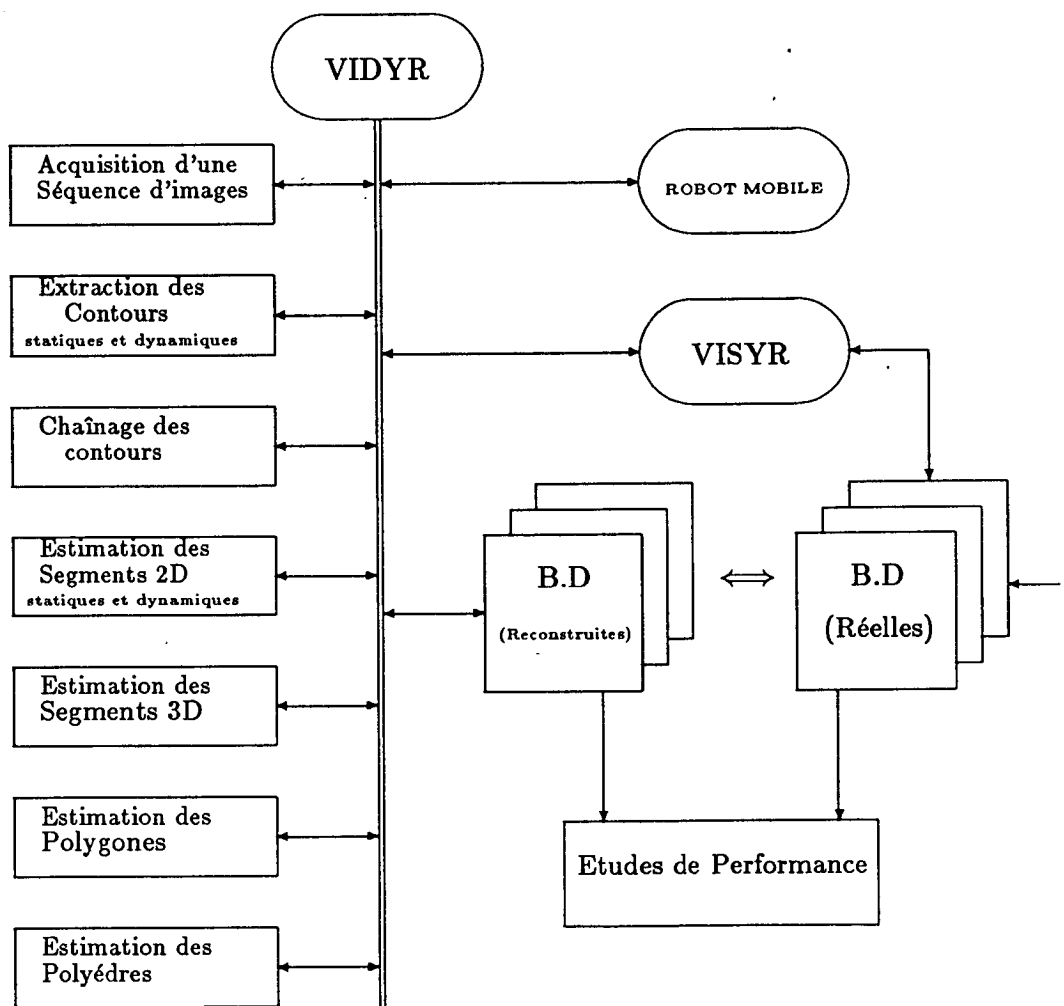 VIDYR
Acquisition d'une
Séquence d'images
ROBOT MOBILE
Extraction des
Contours
statiques et dynamiques
VISYR
Chaînage des
contours
Estimation des
Segments 2D
statiques et dynamiques
B.D
(Reconstruites)
B.D
(Réelles)
Estimation des
Segments 3D
Estimation des
Polygones
Etudes de Performance
Estimation des
Polyédres